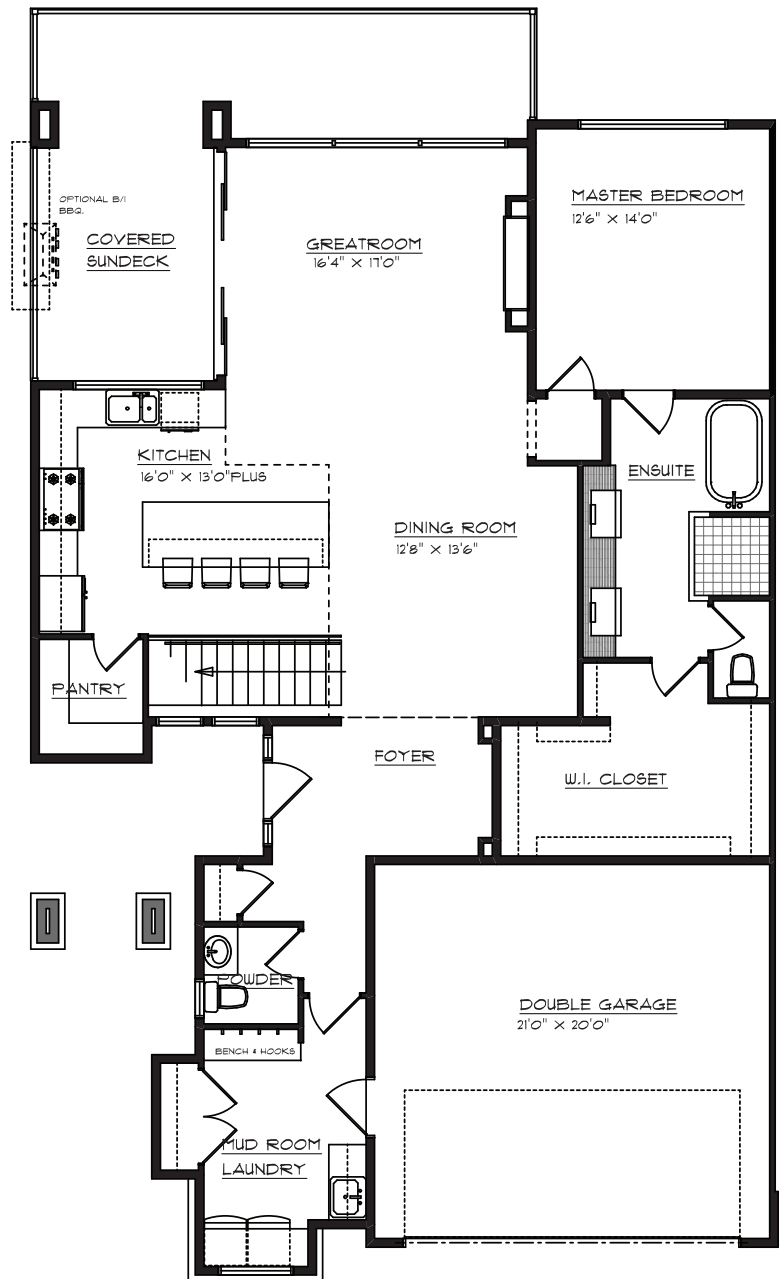 OPTIONAL B/I
BBQ.
COVERED
SUNDECK
GREATROOM
16'4" X 17'0"
MASTER BEDROOM
12'6" X 14'0"
KITCHEN
16'0" X 13'0"PLUS
ENSUITE
DINING ROOM
12'8" X 13'6"
PANTRY
FOYER
W.I. CLOSET
POWDER
DOUBLE GARAGE
21'0" X 20'0"
BENCH & HOOKS
MUD ROOM
LAUNDRY